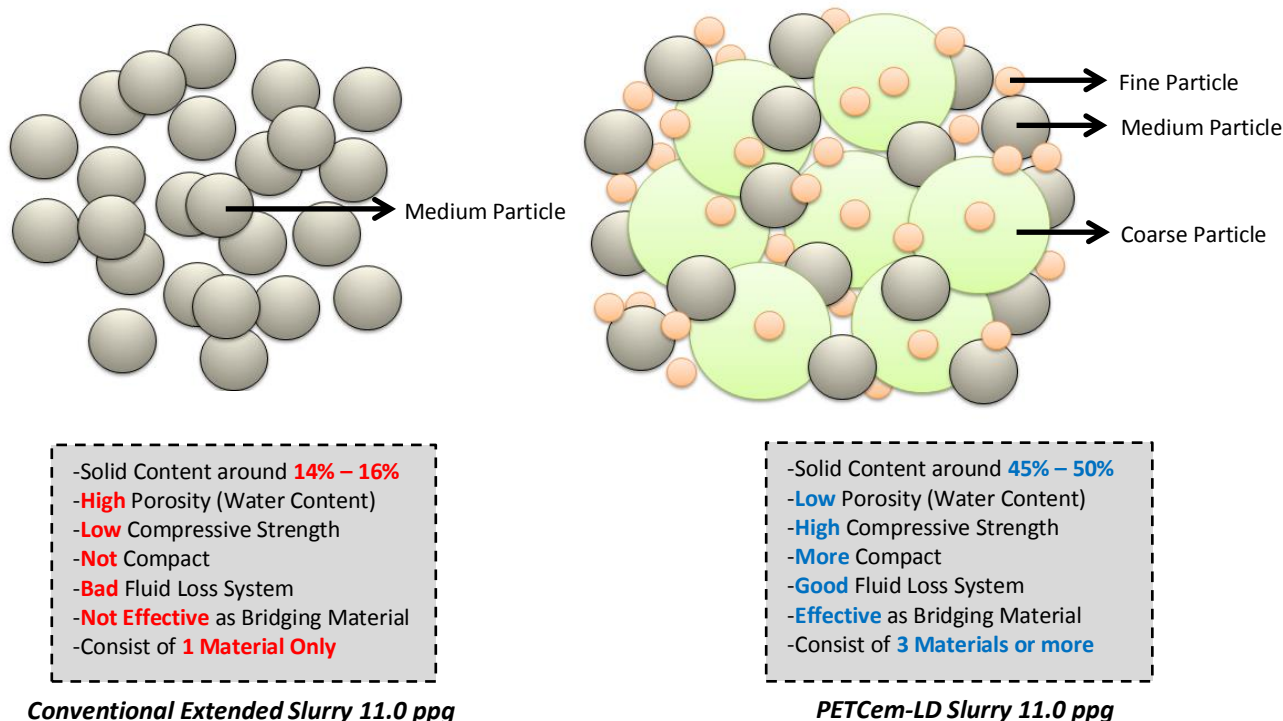 Fine Particle
Medium Particle
Medium Particle
Coarse Particle
-Solid Content around 14% – 16%
-High Porosity (Water Content)
-Low Compressive Strength
-Not Compact
-Bad Fluid Loss System
-Not Effective as Bridging Material
-Consist of 1 Material Only
Conventional Extended Slurry 11.0 ppg
-Solid Content around 45% – 50%
-Low Porosity (Water Content)
-High Compressive Strength
-More Compact
-Good Fluid Loss System
-Effective as Bridging Material
-Consist of 3 Materials or more
PETCem-LD Slurry 11.0 ppg